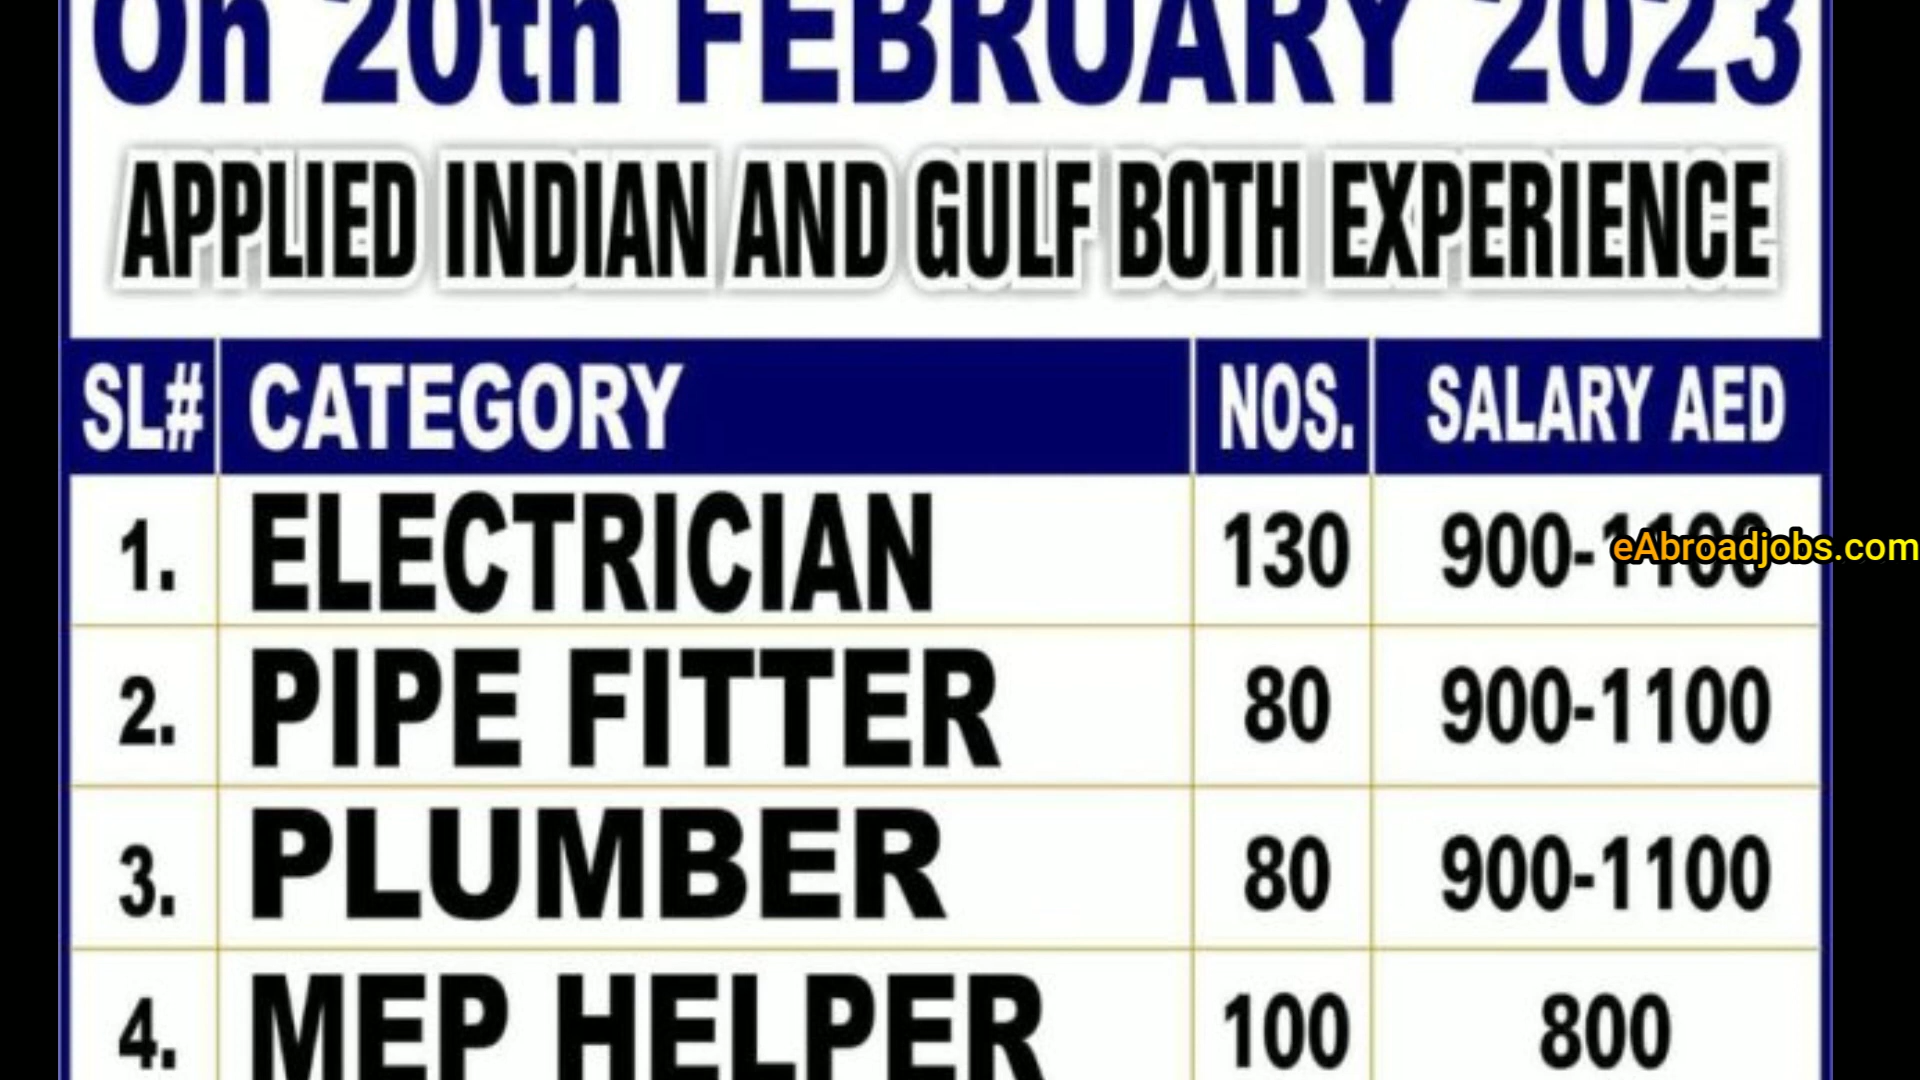 On 20th FEBRUARY 2023
APPLIED INDIAN AND GULF BOTH EXPERIENCE
SL# CATEGORY NOS. SALARY AED
1. ELECTRICIAN 130 900-1100
eAbroadjobs.com
2. PIPE FITTER 80 900-1100
3. PLUMBER 80 900-1100
4. MEP HELPER 100 800